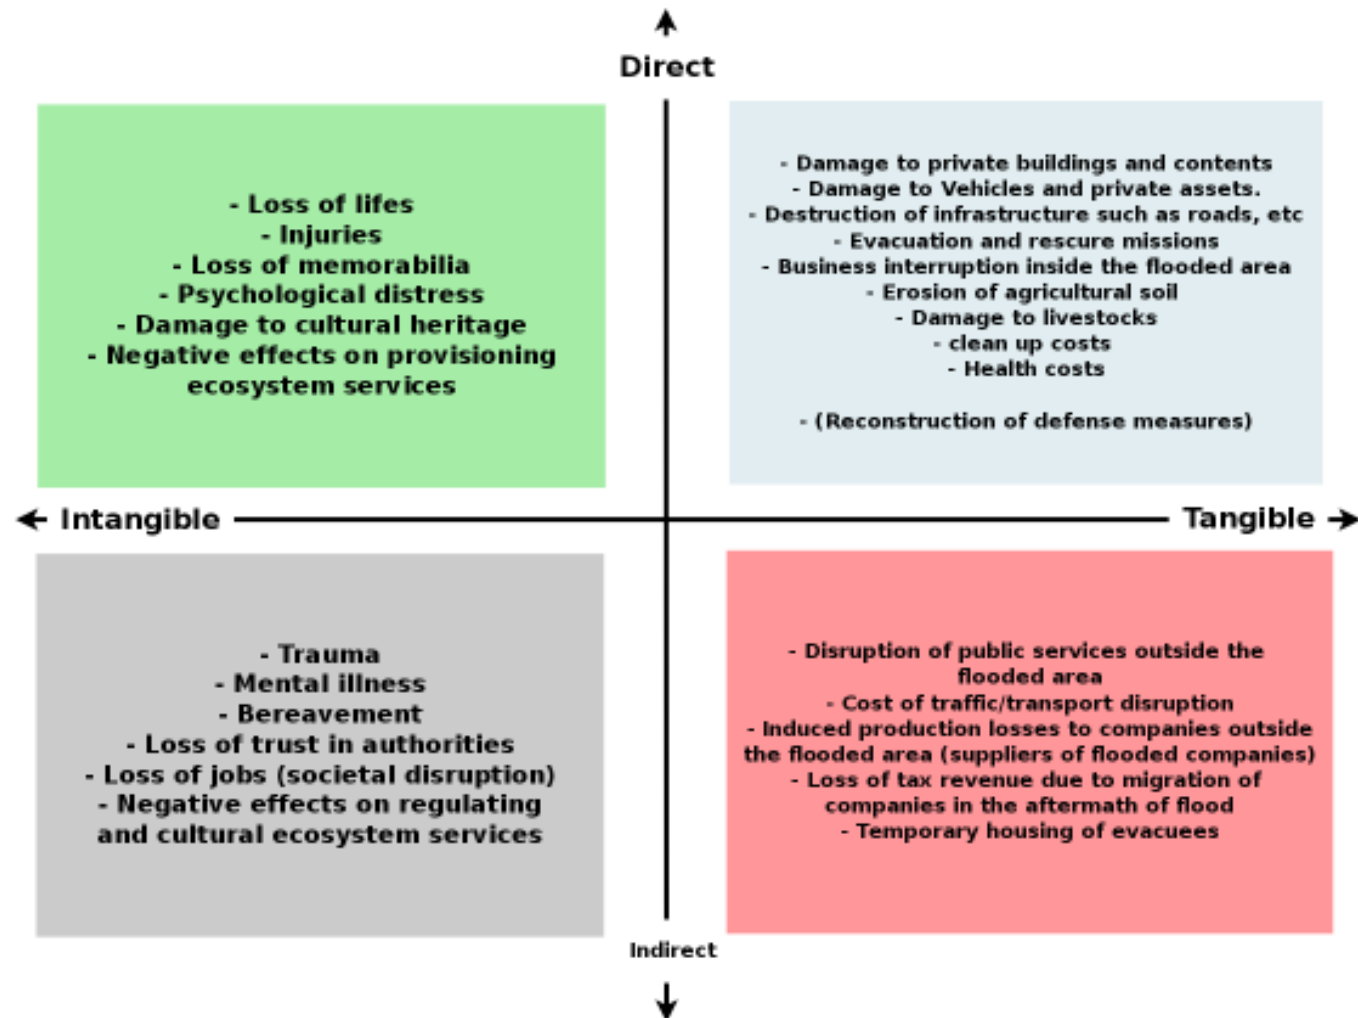 Direct
- Loss of lifes
- Injuries
- Loss of memorabilia
- Psychological distress
- Damage to cultural heritage
- Negative effects on provisioning
ecosystem services
- Damage to private buildings and contents
- Damage to Vehicles and private assets.
- Destruction of infrastructure such as roads, etc
- Evacuation and rescure missions
- Business interruption inside the flooded area
- Erosion of agricultural soil
- Damage to livestocks
- clean up costs
- Health costs
- (Reconstruction of defense measures)
Intangible
Tangible
- Trauma
- Mental illness
- Bereavement
- Loss of trust in authorities
- Loss of jobs (societal disruption)
- Negative effects on regulating
and cultural ecosystem services
- Disruption of public services outside the
flooded area
- Cost of traffic/transport disruption
- Induced production losses to companies outside
the flooded area (suppliers of flooded companies)
- Loss of tax revenue due to migration of
companies in the aftermath of flood
- Temporary housing of evacuees
Indirect